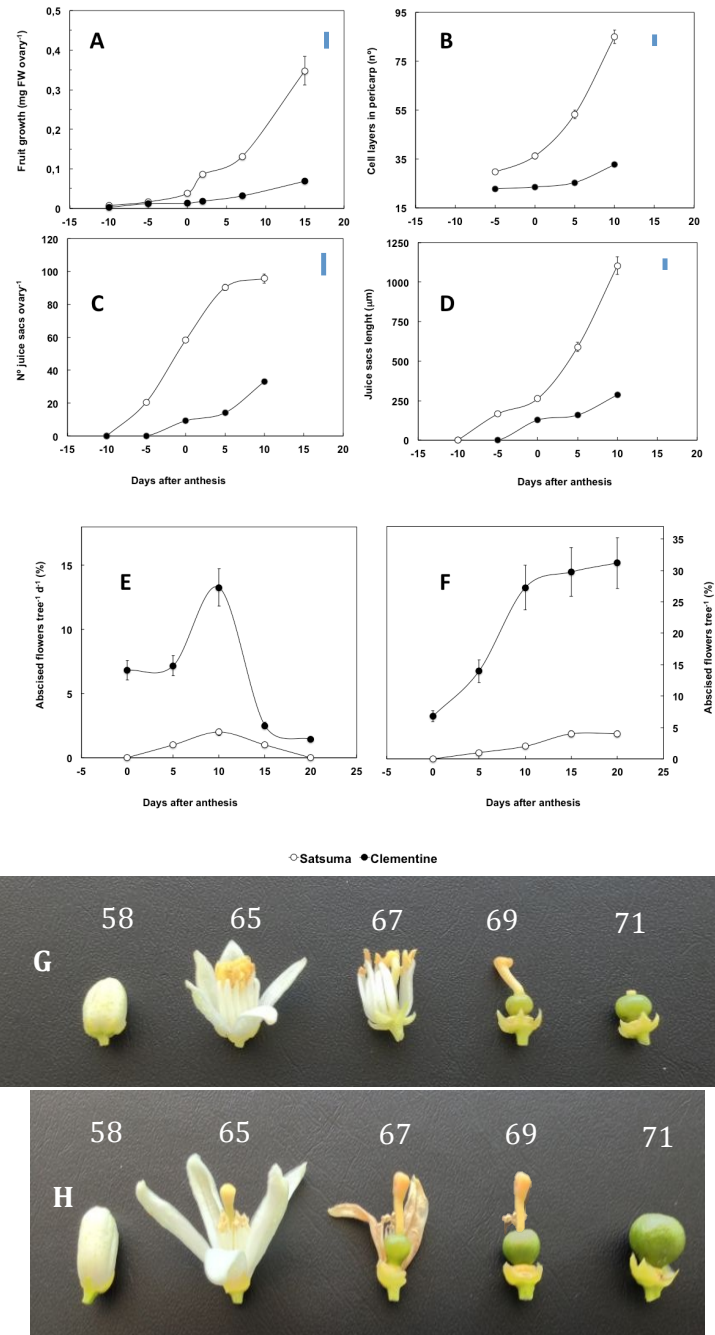 A
Fruit growth (mg FW ovary-1)
0,5
0,4
0,3
0,2
0,1
0
-15 -10 -5 0 5 10 15 20
B
Cell layers in pericarp (nº)
95
75
55
35
15
-15 -10 -5 0 5 10 15 20
C
Nº juice sacs ovary-1
120
100
80
60
40
20
0
-15 -10 -5 0 5 10 15 20
Days after anthesis
D
Juice sacs lenght (µm)
1250
1000
750
500
250
0
-15 -10 -5 0 5 10 15 20
Days after anthesis
E
Abscised flowers tree-1 d-1 (%)
15
10
5
0
-5 0 5 10 15 20 25
Days after anthesis
F
Abscised flowers tree-1 (%)
35
30
25
20
15
10
5
0
-5 0 5 10 15 20 25
Days after anthesis
Satsuma Clementine
G
58 65 67 69 71
H
58 65 67 69 71